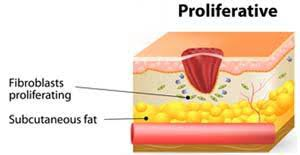 Proliferative
Fibroblasts
proliferating
Subcutaneous fat